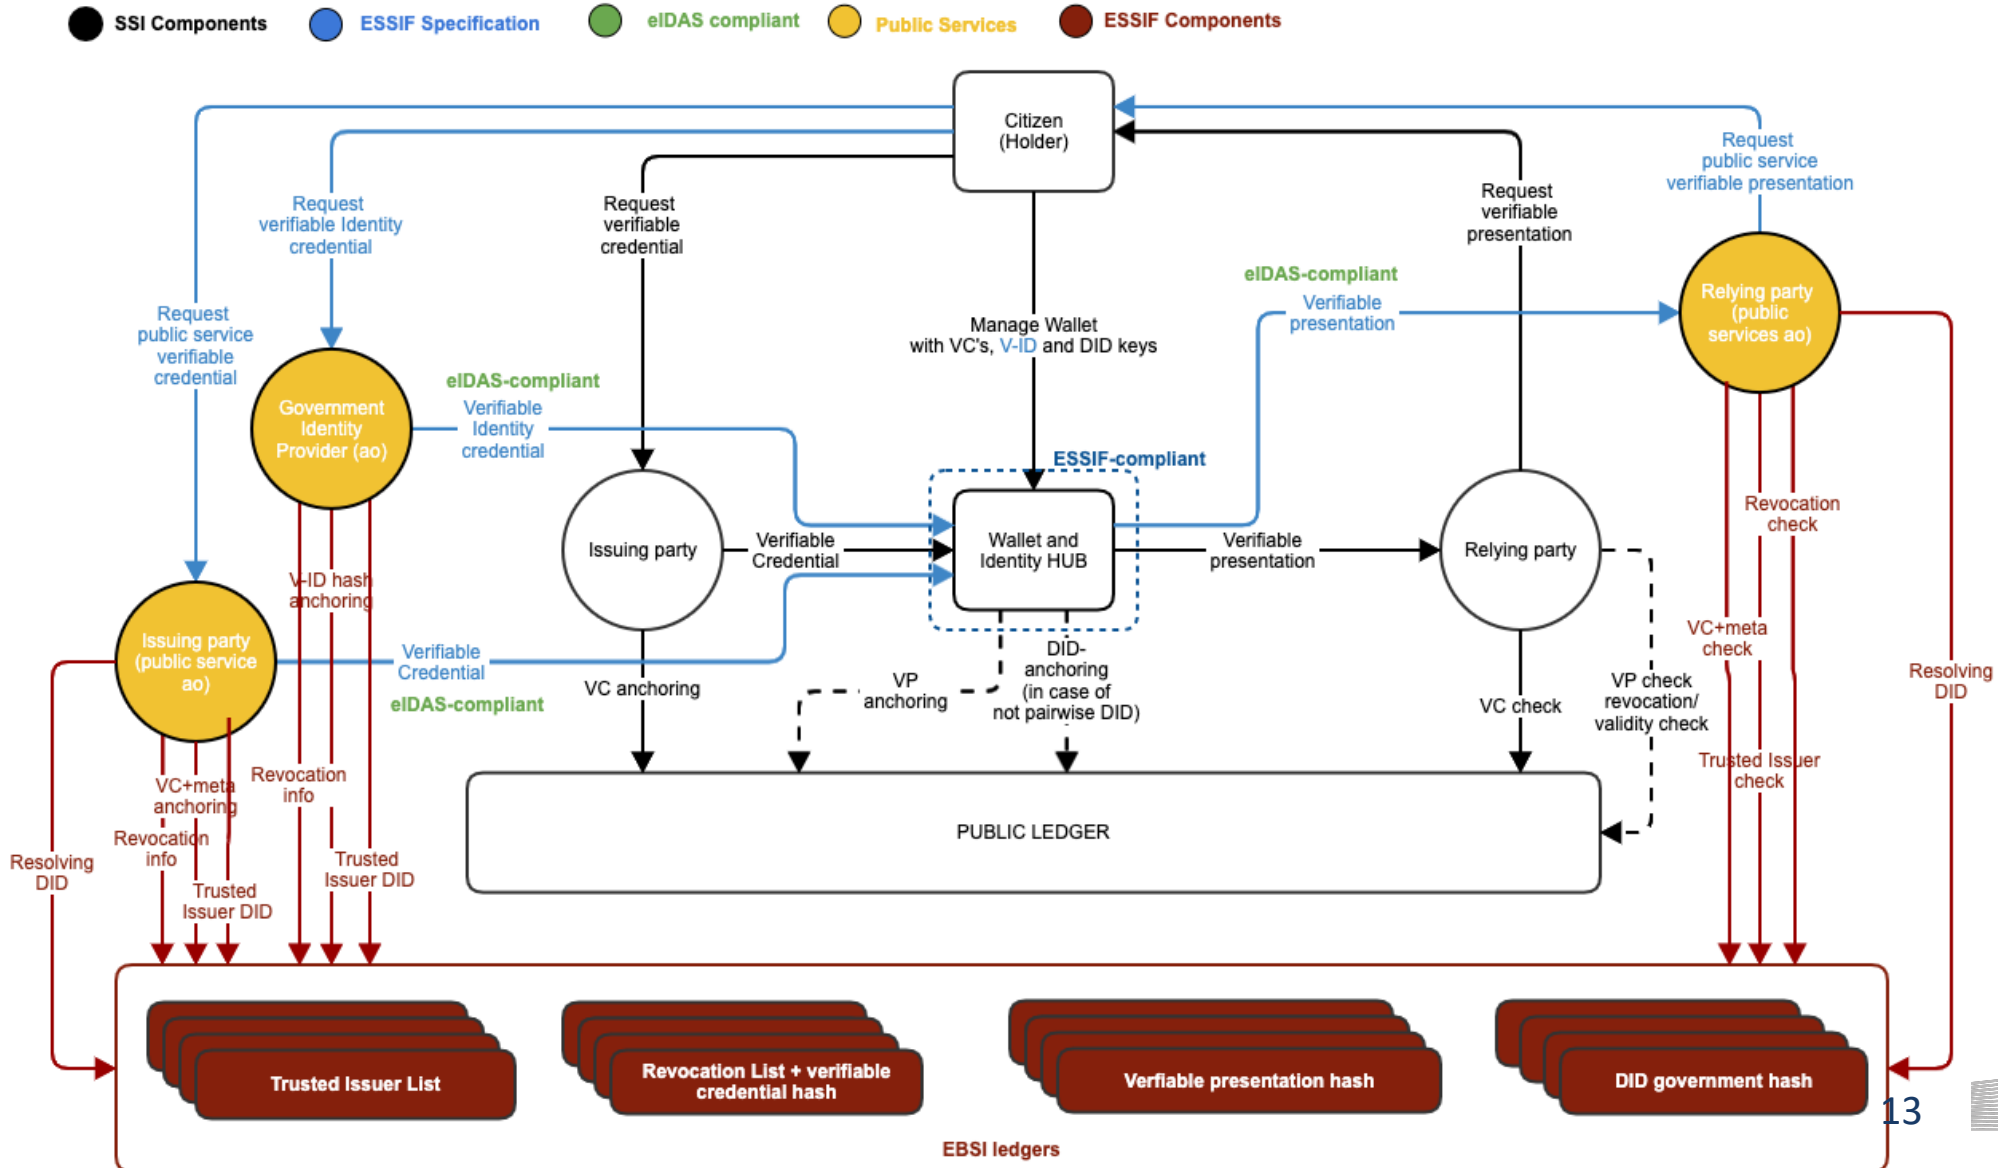 SSI Components
ESSIF Specification
eIDAS compliant
Public Services
ESSIF Components
Citizen
(Holder)
Request
public service
verifiable presentation
Request
verifiable Identity
credential
Request
verifiable
credential
Request
verifiable
presentation
eIDAS-compliant
Verifiable
presentation
Relying party
(public
services ao)
Request
public service
verifiable
credential
Manage Wallet
with VC's, V-ID and DID keys
Government
Identity
Provider (ao)
eIDAS-compliant
Verifiable
Identity
credential
ESSIF-compliant
Issuing party
Verifiable
Credential
Wallet and
Identity HUB
Verifiable
presentation
Relying party
Revocation
check
V-ID hash
anchoring
Issuing party
(public service
ao)
Verifiable
Credential
eIDAS-compliant
VC anchoring
VP
anchoring
DID-
anchoring
(in case of
not pairwise DID)
VC check
VP check
revocation/
validity check
VC+meta
check
Resolving
DID
Trusted Issuer
check
VC+meta
anchoring
Revocation
info
Revocation
info
Resolving
DID
Trusted
Issuer DID
Trusted
Issuer DID
PUBLIC LEDGER
Trusted Issuer List
Revocation List + verifiable
credential hash
Verfiable presentation hash
DID government hash
EBSI ledgers
13